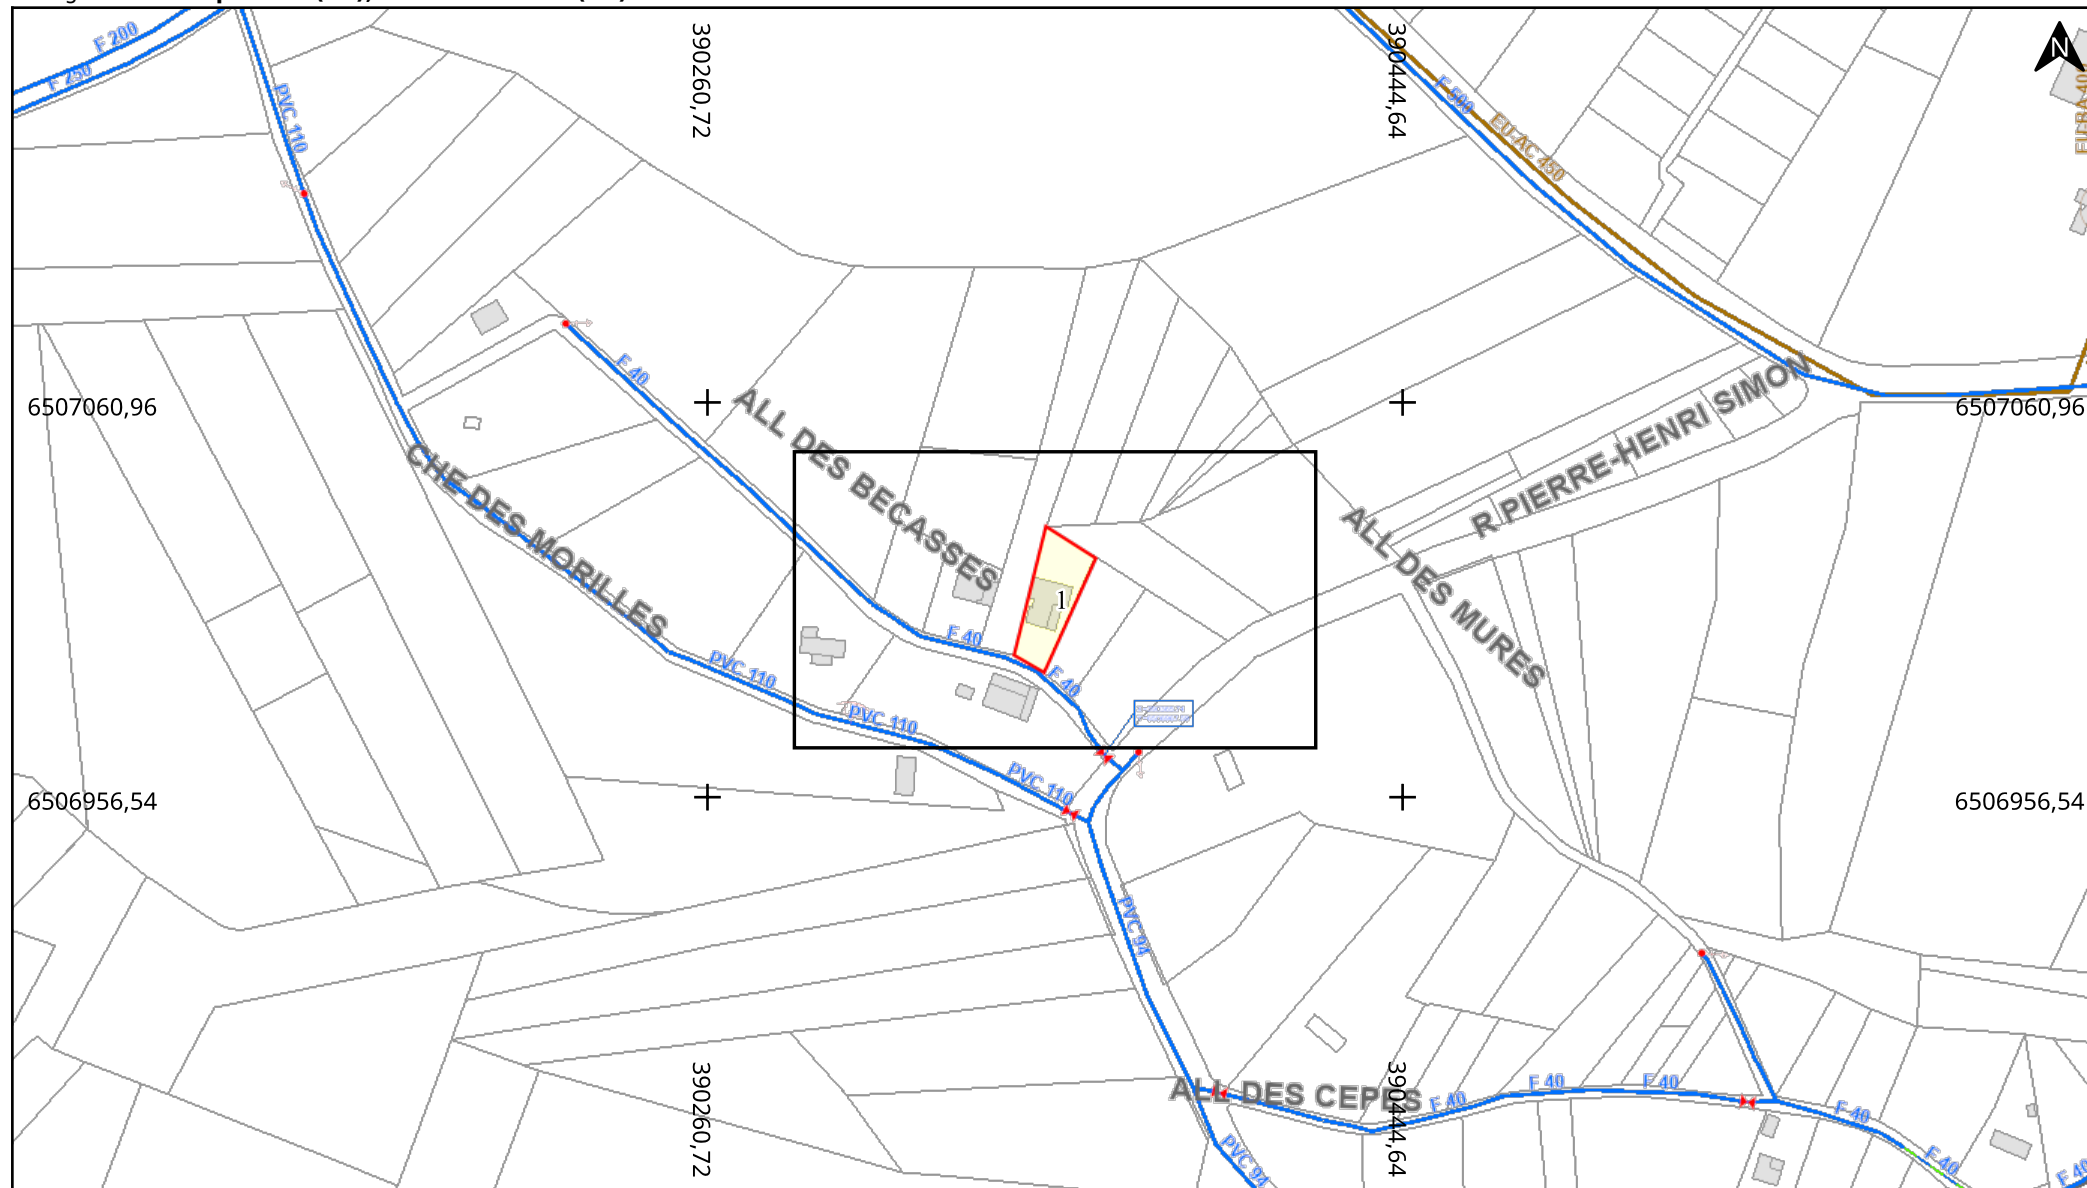 F 200
F 250
PVC 110
390260,72
390444,64
N
F 500
EU AC 450
F 40
ALL DES BECASSES
6507060,96
6507060,96
CHE DES MORILLES
R PIERRE-HENRI SIMON
ALL DES MURES
1
F 40
F 40
PVC 110
PVC 110
PVC 110
6506956,54
6506956,54
PVC 94
390260,72
390444,64
ALL DES CEPES
F 40
F 40
F 40
F 40
F 40
F 40
PVC 94